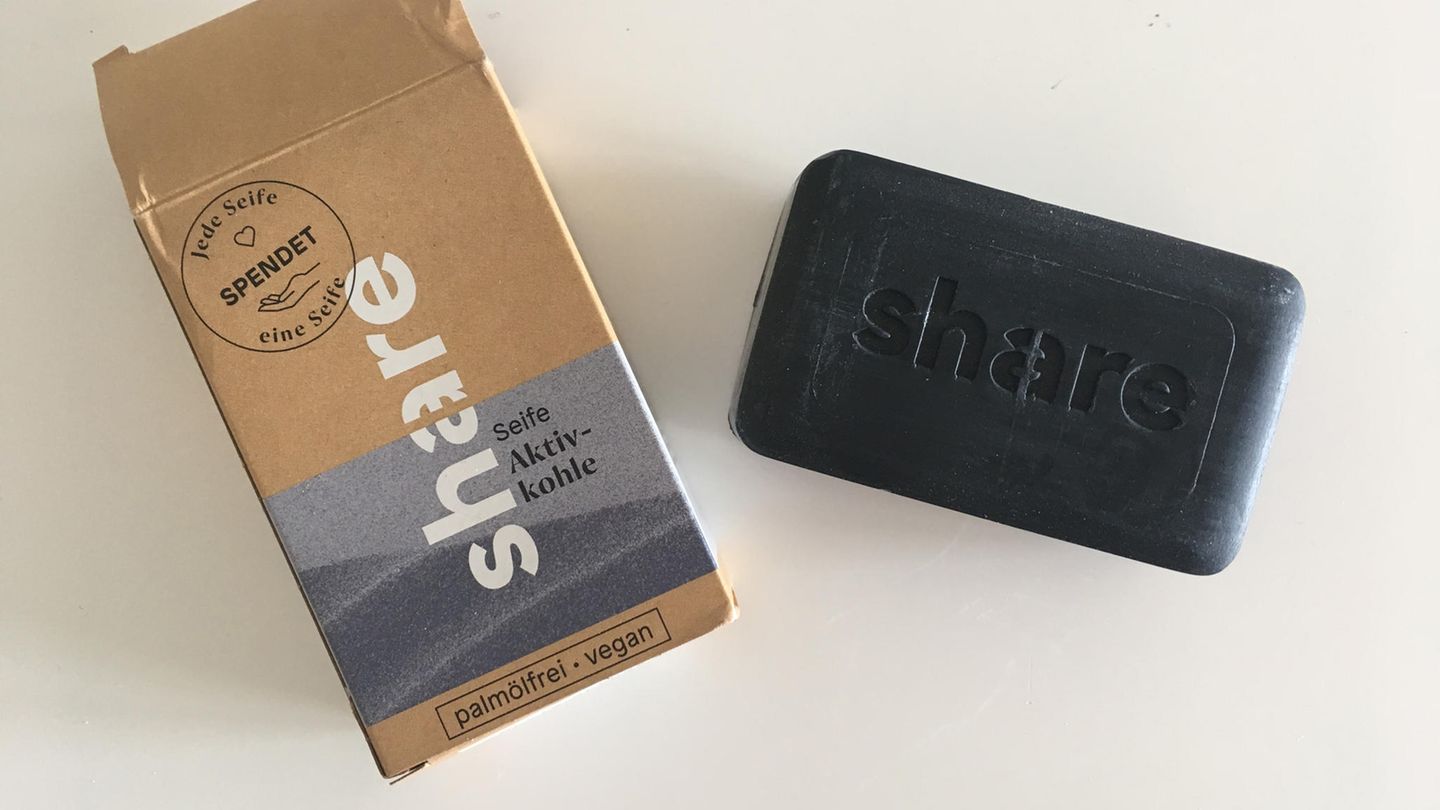 Jede Seife
SPENDET
eine Seife
share
Seife
Aktiv-
kohle
palmölfrei • vegan
share